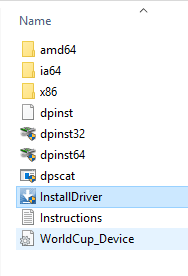 Name
amd64
ia64
x86
dpinst
dpinst32
dpinst64
dpscat
InstallDriver
Instructions
WorldCup_Device